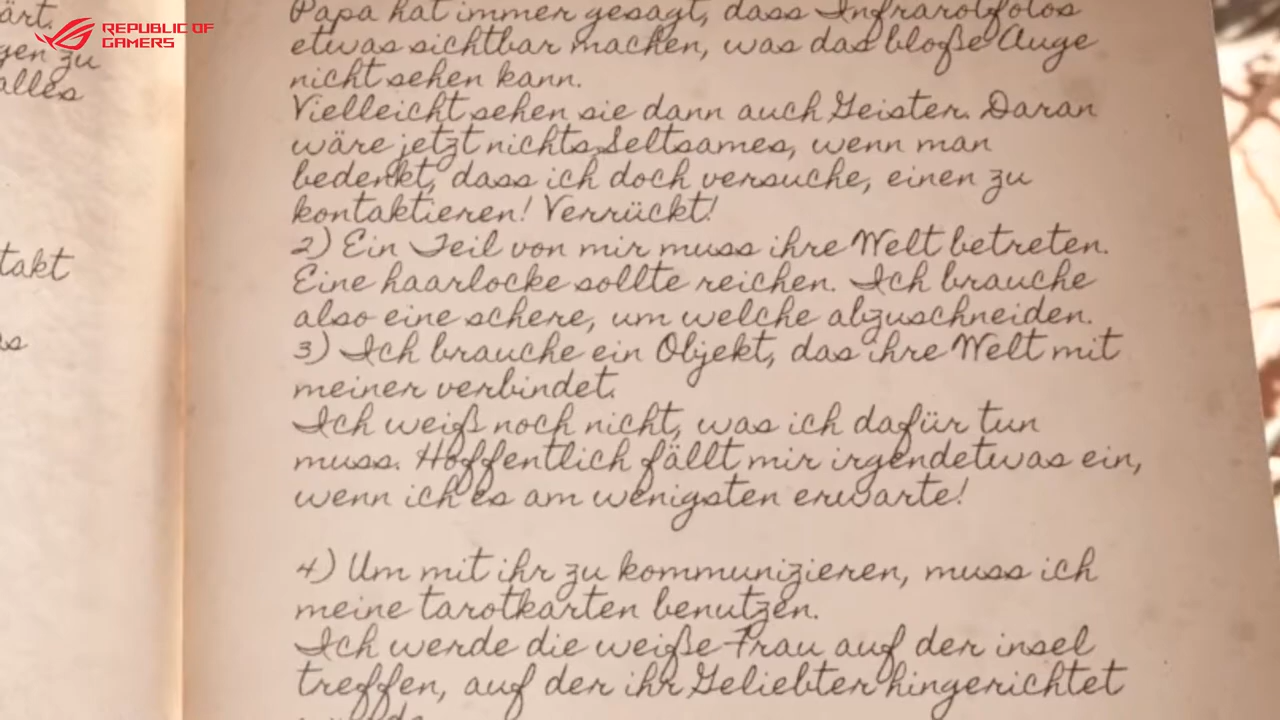 ärt.
REPUBLIC OF
GAMERS
gen zu
alles
takt
Papa hat immer gesagt, dass Infrarotfotos
etwas sichtbar machen, was das bloße Auge
nicht sehen kann.
Vielleicht sehen sie dann auch Geister. Daran
wäre jetzt nichts Seltsames, wenn man
bedenkt, dass ich doch versuche, einen zu
kontaktieren! Verrückt!
2) Ein Teil von mir muss ihre Welt betreten.
Eine haarlocke sollte reichen. Ich brauche
also eine schere, um welche abzuschneiden.
3) Ich brauche ein Objekt, das ihre Welt mit
meiner verbindet.
Ich weiß noch nicht, was ich dafür tun
muss. Hoffentlich fällt mir irgendetwas ein,
wenn ich es am wenigsten erwarte!
4) Um mit ihr zu kommunizieren, muss ich
meine tarotkarten benutzen.
Ich werde die weiße Frau auf der insel
treffen, auf der ihr Geliebter hingerichtet